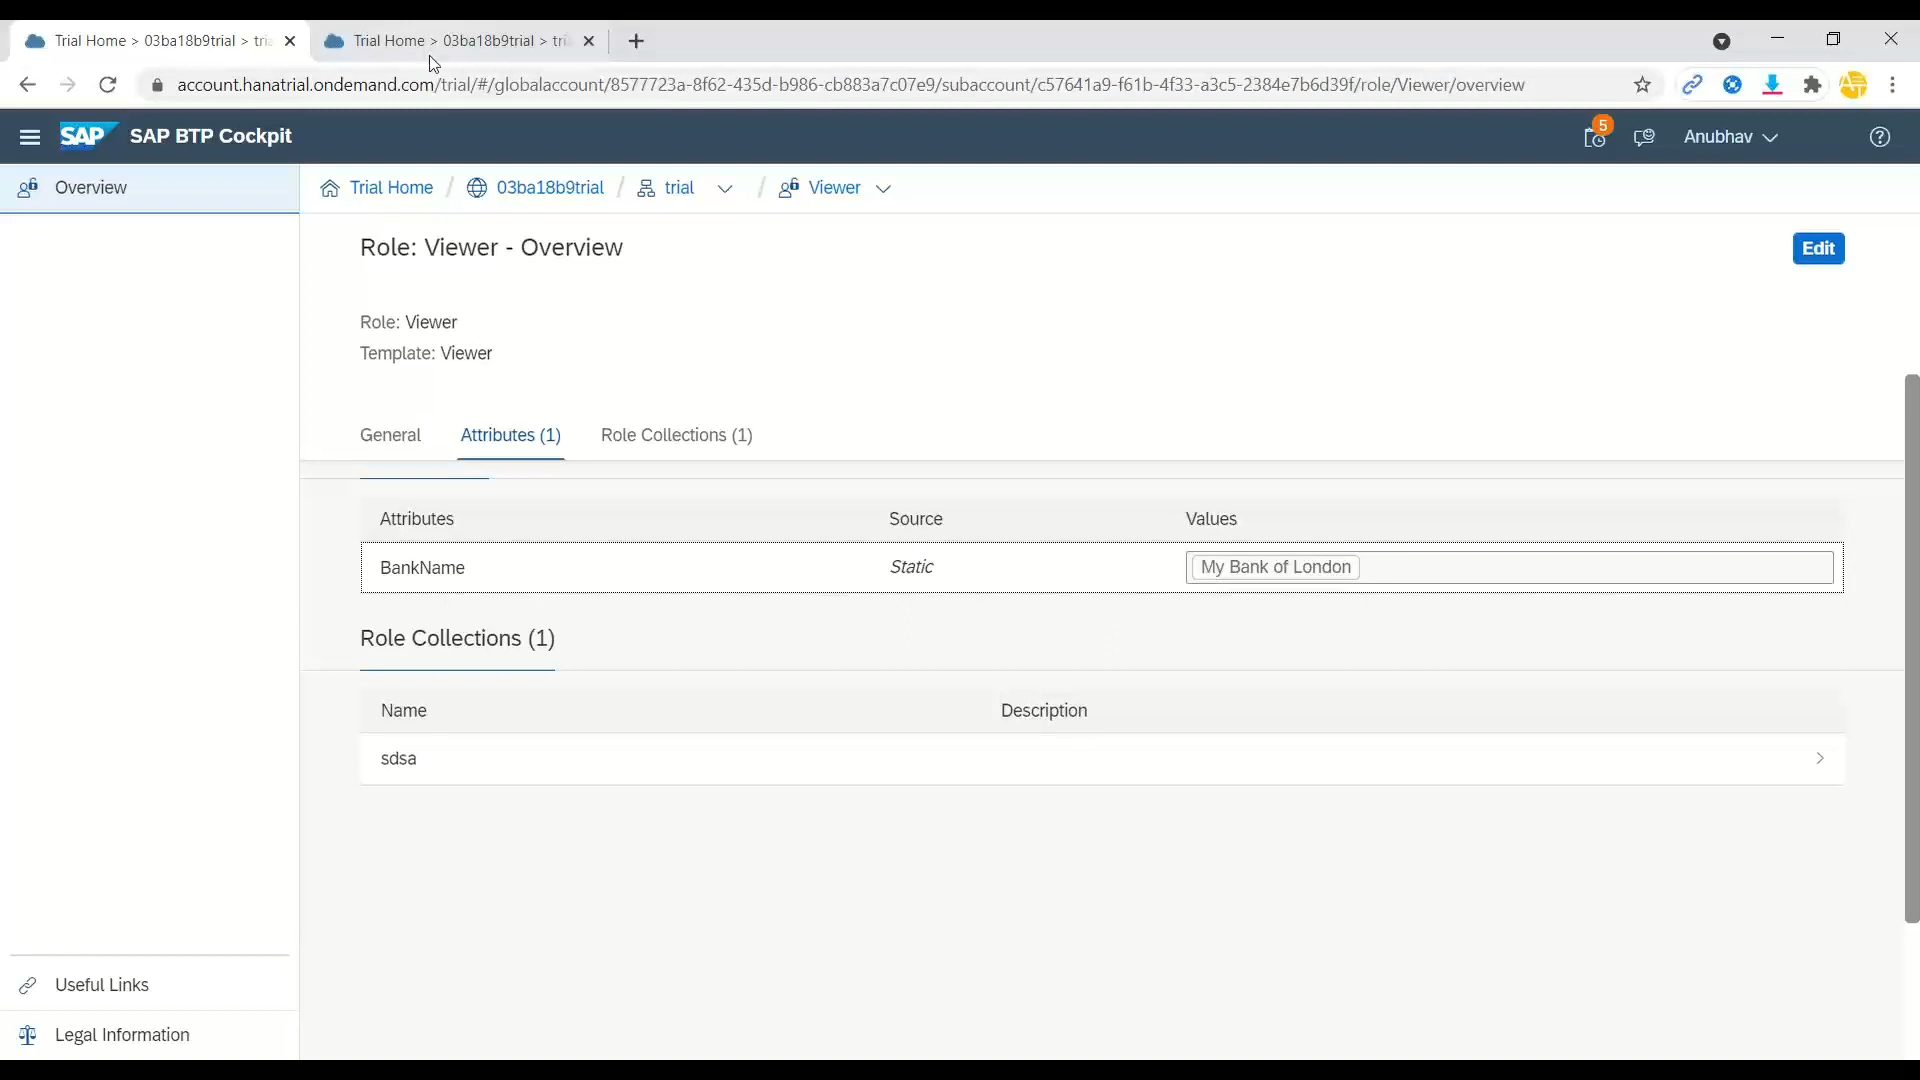 Trial Home > 03ba18b9trial > tria
Trial Home > 03ba18b9trial > tri
account.hanatrial.ondemand.com/trial/#/globalaccount/8577723a-8f62-435d-b986-cb883a7c07e9/subaccount/c57641a9-f61b-4f33-a3c5-2384e7b6d39f/role/Viewer/overview
SAP SAP BTP Cockpit
5
Anubhav
Overview
Trial Home / 03ba18b9trial / trial / Viewer
Role: Viewer - Overview
Edit
Role: Viewer
Template: Viewer
General Attributes (1) Role Collections (1)
Attributes Source Values
BankName Static My Bank of London
Role Collections (1)
Name Description
sdsa
Useful Links
Legal Information